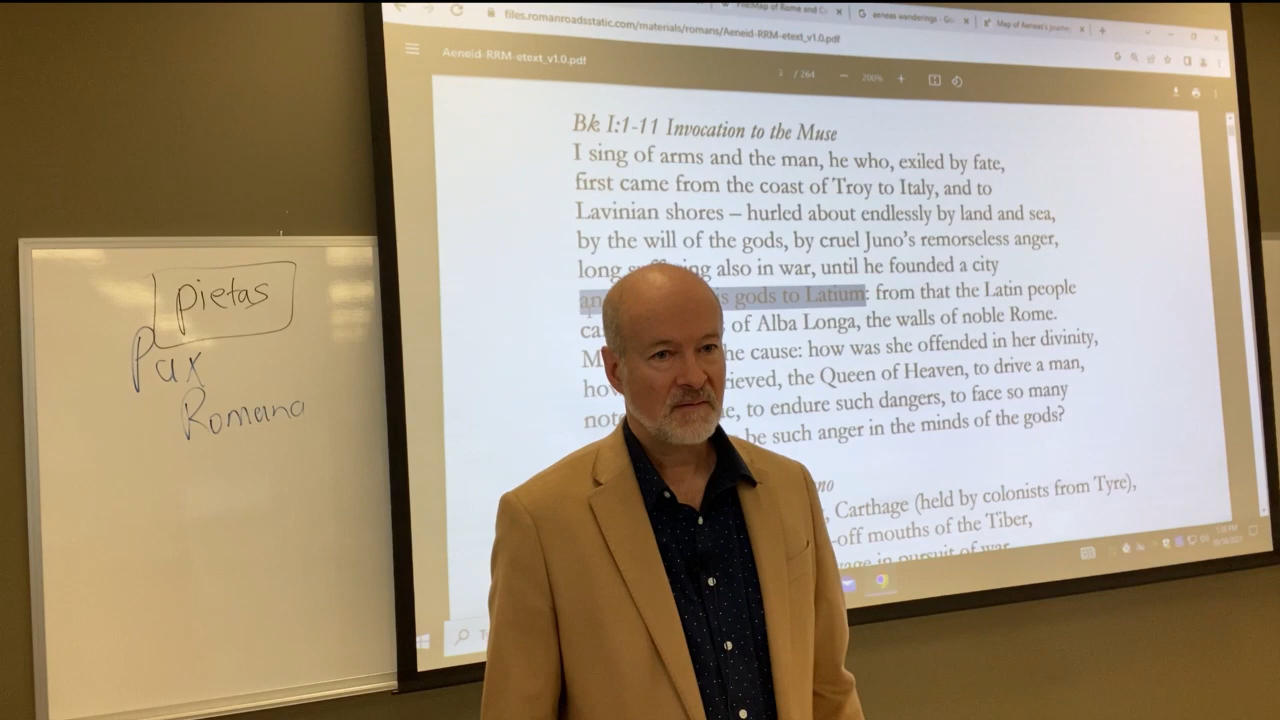 files.romanroadsstatic.com/materials/romans/Aeneid-RRM-etext_v1.0.pdf
Aeneid-RRM-etext_v1.0.pdf
/ 264
200%
Bk I:1-11 Invocation to the Muse
I sing of arms and the man, he who, exiled by fate,
first came from the coast of Troy to Italy, and to
Lavinian shores – hurled about endlessly by land and sea,
by the will of the gods, by cruel Juno's remorseless anger,
long also in war, until he founded a city
gods to Latium: from that the Latin people
of Alba Longa, the walls of noble Rome.
he cause: how was she offended in her divinity,
the Queen of Heaven, to drive a man,
to endure such dangers, to face so many
be such anger in the minds of the gods?
Carthage (held by colonists from Tyre),
-off mouths of the Tiber,
in pursuit of war
pietas
Pax
Romana